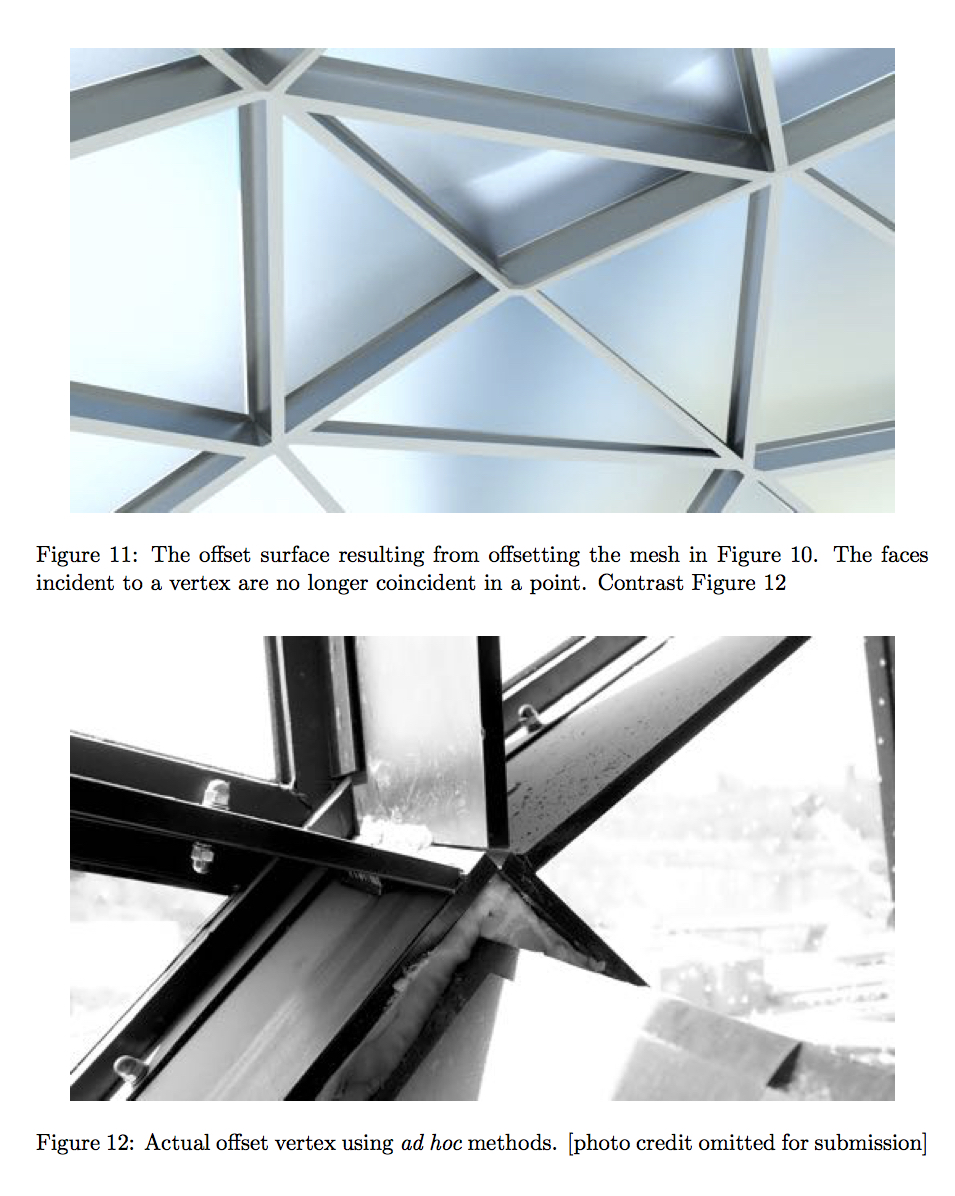 Figure 11: The offset surface resulting from offsetting the mesh in Figure 10. The faces
incident to a vertex are no longer coincident in a point. Contrast Figure 12
Figure 12: Actual offset vertex using ad hoc methods. [photo credit omitted for submission]